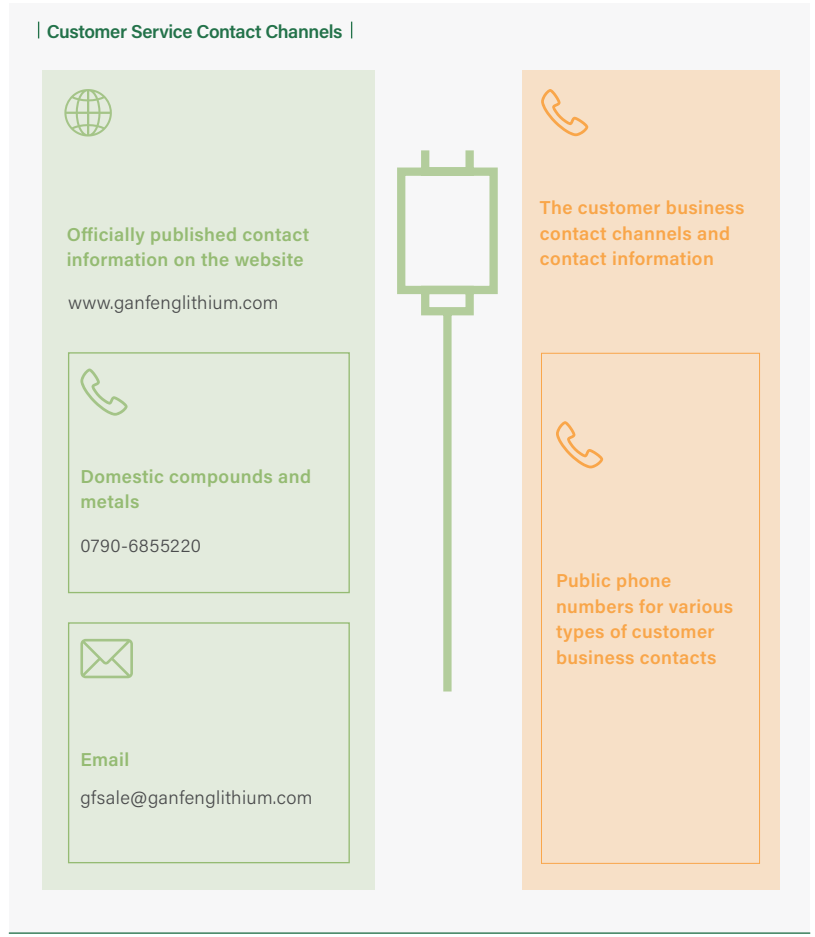 Customer Service Contact Channels
Officially published contact
information on the website
www.ganfenglithium.com
Domestic compounds and
metals
0790-6855220
Email
gfsale@ganfenglithium.com
The customer business
contact channels and
contact information
Public phone
numbers for various
types of customer
business contacts